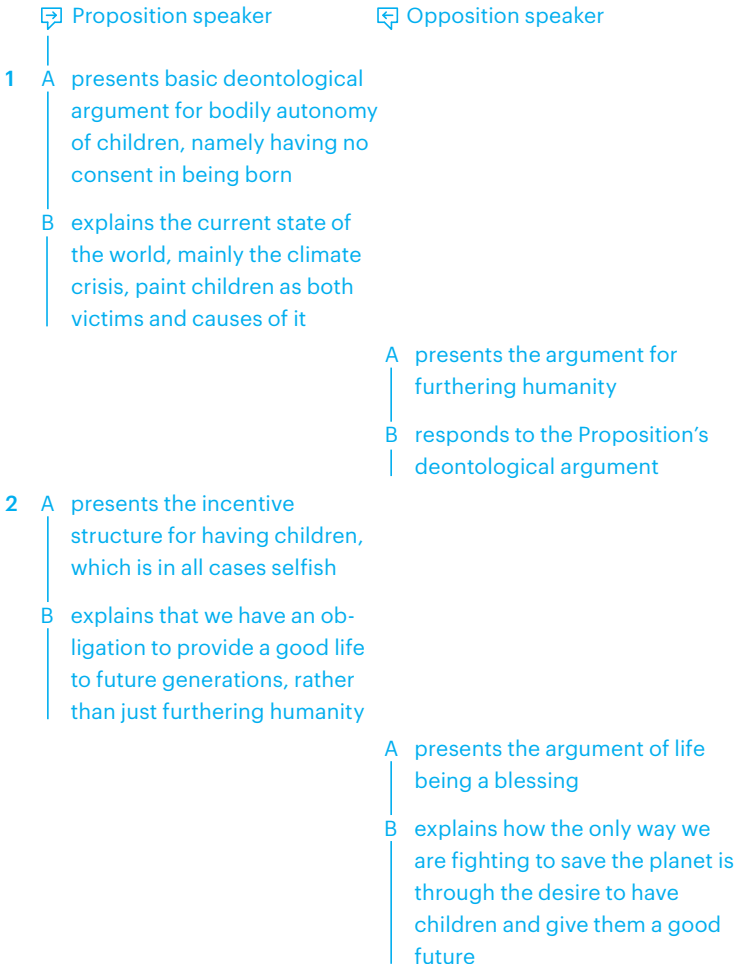 Proposition speaker
Opposition speaker
1 A presents basic deontological
argument for bodily autonomy
of children, namely having no
consent in being born
B explains the current state of
the world, mainly the climate
crisis, paint children as both
victims and causes of it
A presents the argument for
furthering humanity
B responds to the Proposition’s
deontological argument
2 A presents the incentive
structure for having children,
which is in all cases selfish
B explains that we have an ob-
ligation to provide a good life
to future generations, rather
than just furthering humanity
A presents the argument of life
being a blessing
B explains how the only way we
are fighting to save the planet is
through the desire to have
children and give them a good
future